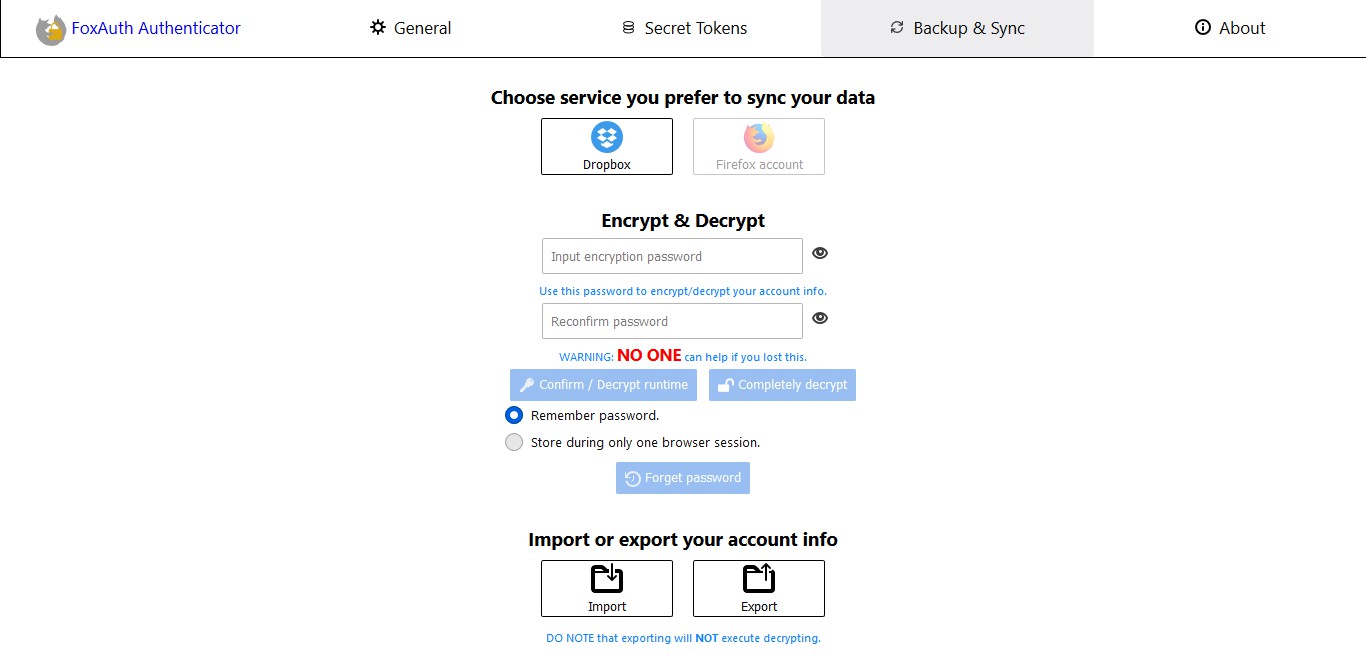 FoxAuth Authenticator General Secret Tokens Backup & Sync About
Choose service you prefer to sync your data
Dropbox Firefox account
Encrypt & Decrypt
Input encryption password
Use this password to encrypt/decrypt your account info.
Reconfirm password
WARNING: NO ONE can help if you lost this.
Confirm / Decrypt runtime Completely decrypt
Remember password.
Store during only one browser session.
Forget password
Import or export your account info
Import Export
DO NOTE that exporting will NOT execute decrypting.